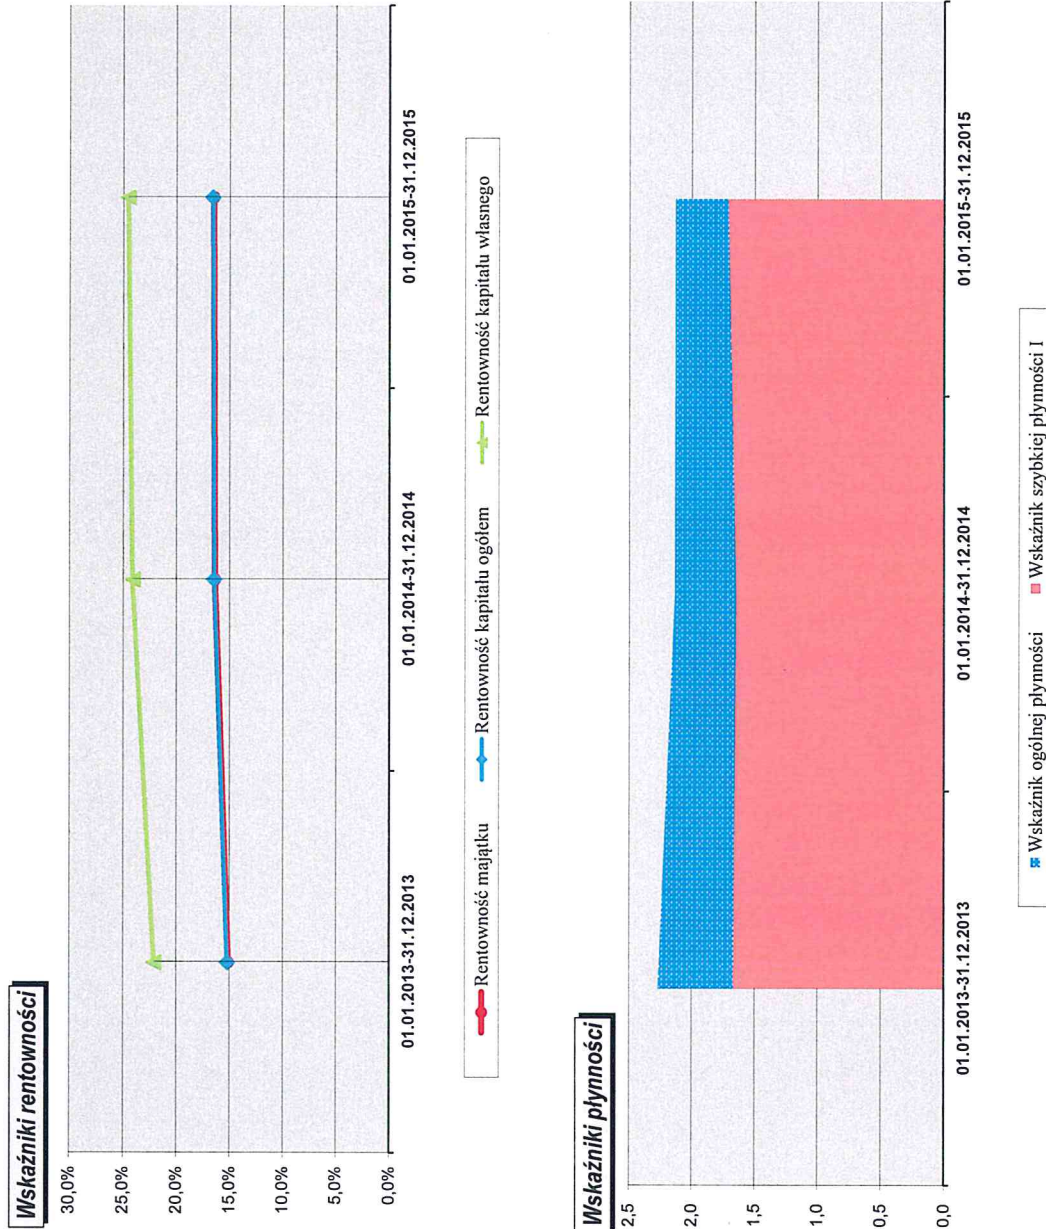 Wskaźniki rentowności
30,0%
25,0%
20,0%
15,0%
10,0%
5,0%
0,0%
01.01.2013-31.12.2013
01.01.2014-31.12.2014
01.01.2015-31.12.2015
Rentowność majątku
Rentowność kapitału ogółem
Rentowność kapitału własnego
Wskaźniki płynności
2,5
2,0
1,5
1,0
0,5
0,0
01.01.2013-31.12.2013
01.01.2014-31.12.2014
01.01.2015-31.12.2015
Wskaźnik ogólnej płynności
Wskaźnik szybkiej płynności I